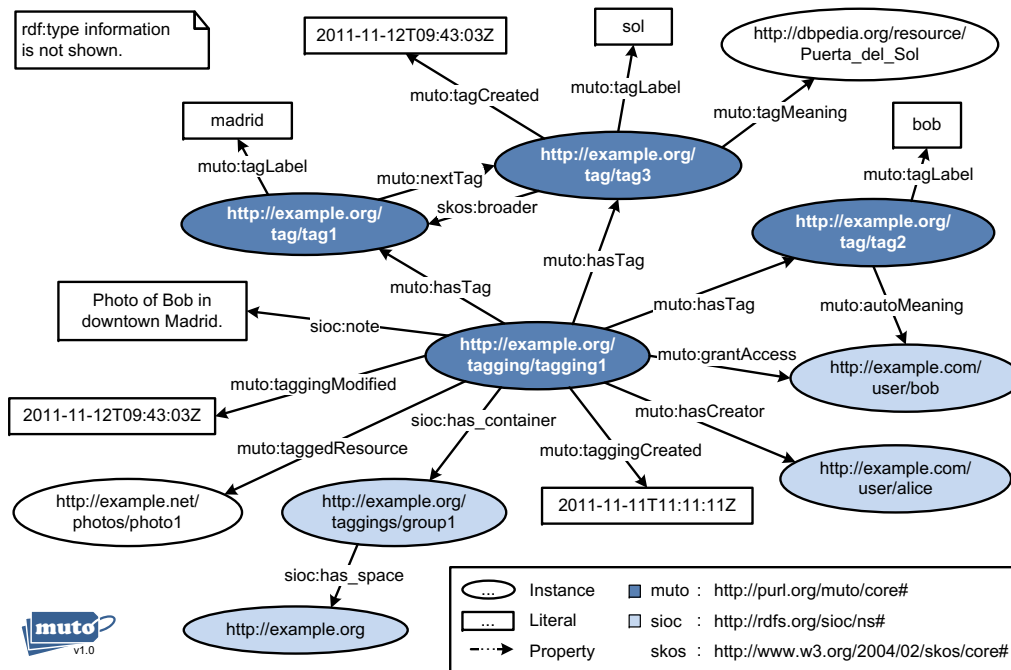 rdf:type information
is not shown.
2011-11-12T09:43:03Z
sol
http://dbpedia.org/resource/
Puerta_del_Sol
muto:tagCreated
muto:tagLabel
muto:tagMeaning
madrid
bob
muto:tagLabel
muto:nextTag
http://example.org/
tag/tag3
muto:tagLabel
skos:broader
http://example.org/
tag/tag1
http://example.org/
tag/tag2
muto:hasTag
muto:hasTag
muto:hasTag
muto:autoMeaning
Photo of Bob in
downtown Madrid.
sioc:note
http://example.org/
tagging/tagging1
muto:grantAccess
http://example.com/
user/bob
muto:taggingModified
2011-11-12T09:43:03Z
sioc:has_container
muto:hasCreator
muto:taggedResource
muto:taggingCreated
http://example.com/
user/alice
http://example.net/
photos/photo1
http://example.org/
taggings/group1
2011-11-11T11:11:11Z
sioc:has_space
http://example.org
muto
v1.0
... Instance muto : http://purl.org/muto/core#
... Literal sioc : http://rdfs.org/sioc/ns#
Property skos : http://www.w3.org/2004/02/skos/core#